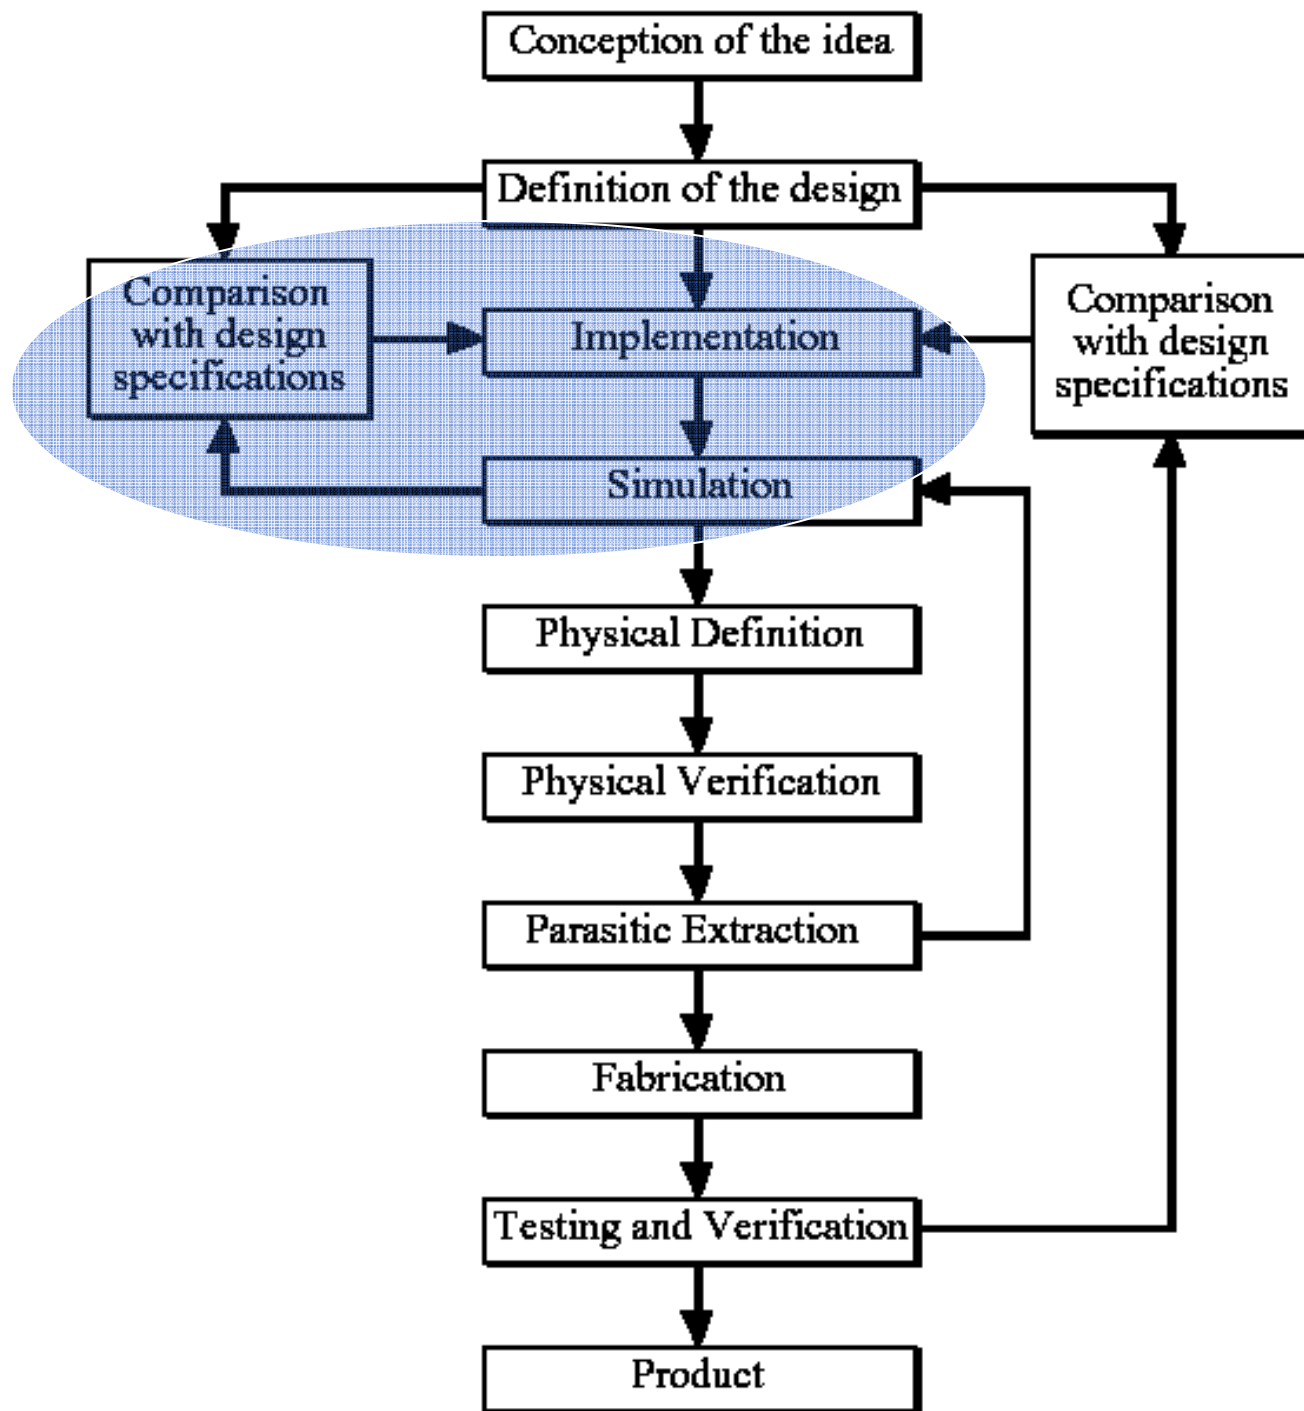 Conception of the idea
Definition of the design
Comparison
with design
specifications
Implementation
Comparison
with design
specifications
Simulation
Physical Definition
Physical Verification
Parasitic Extraction
Fabrication
Testing and Verification
Product